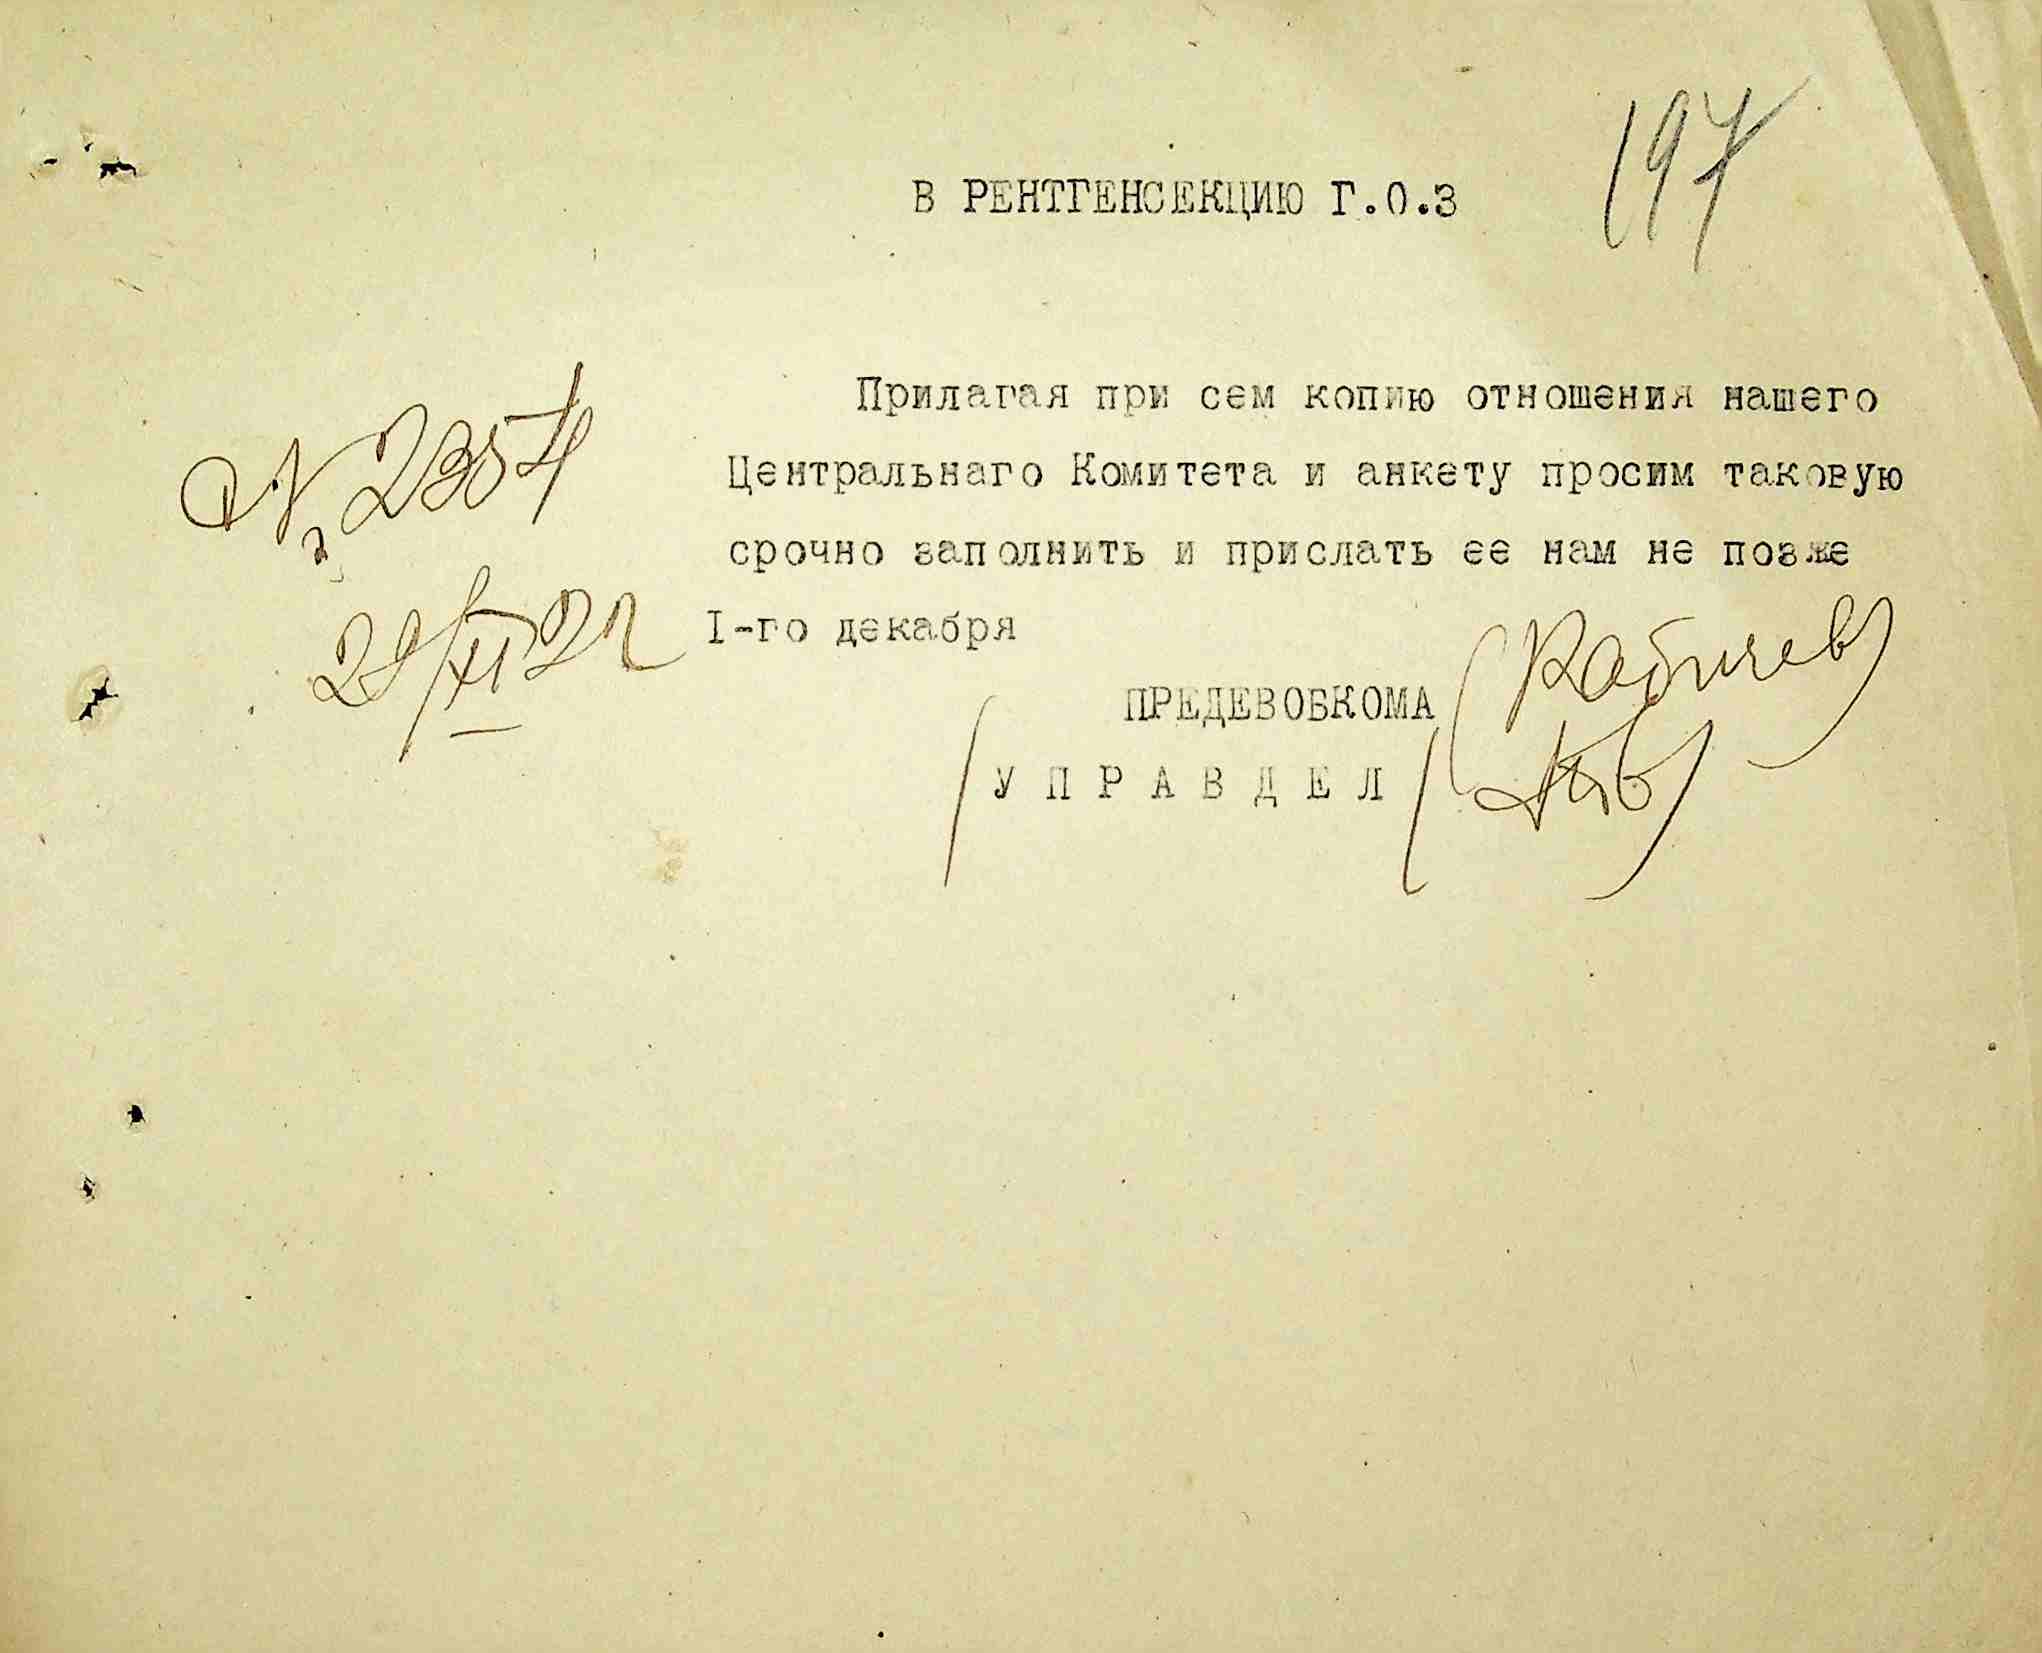 197
В РЕНТГЕНСЕКЦИЮ Г.О.З
Прилагая при сем копию отношения нашего
Центральнаго Комитета и анкету просим таковую
срочно заполнить и прислать ее нам не позже
I-го декабря
№ 2354
29/XI 22
ПРЕДЕВОБКОМА
УПРАВДЕЛ